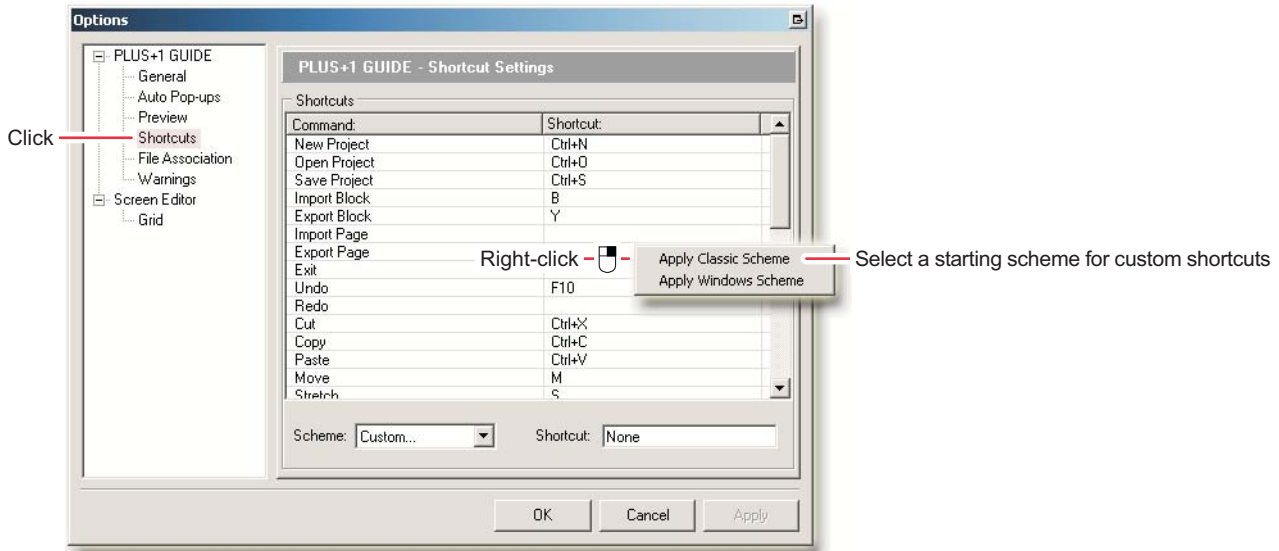 Options
PLUS+1 GUIDE
General
Auto Pop-ups
Preview
Click
Shortcuts
File Association
Warnings
Screen Editor
Grid
PLUS+1 GUIDE - Shortcut Settings
Shortcuts
Command: Shortcut:
New Project Ctrl+N
Open Project Ctrl+O
Save Project Ctrl+S
Import Block B
Export Block Y
Import Page
Export Page
Exit
Undo F10
Redo
Cut Ctrl+X
Copy Ctrl+C
Paste Ctrl+V
Move M
Stretch S
Right-click
Apply Classic Scheme
Apply Windows Scheme
Select a starting scheme for custom shortcuts
Scheme: Custom... Shortcut: None
OK Cancel Apply